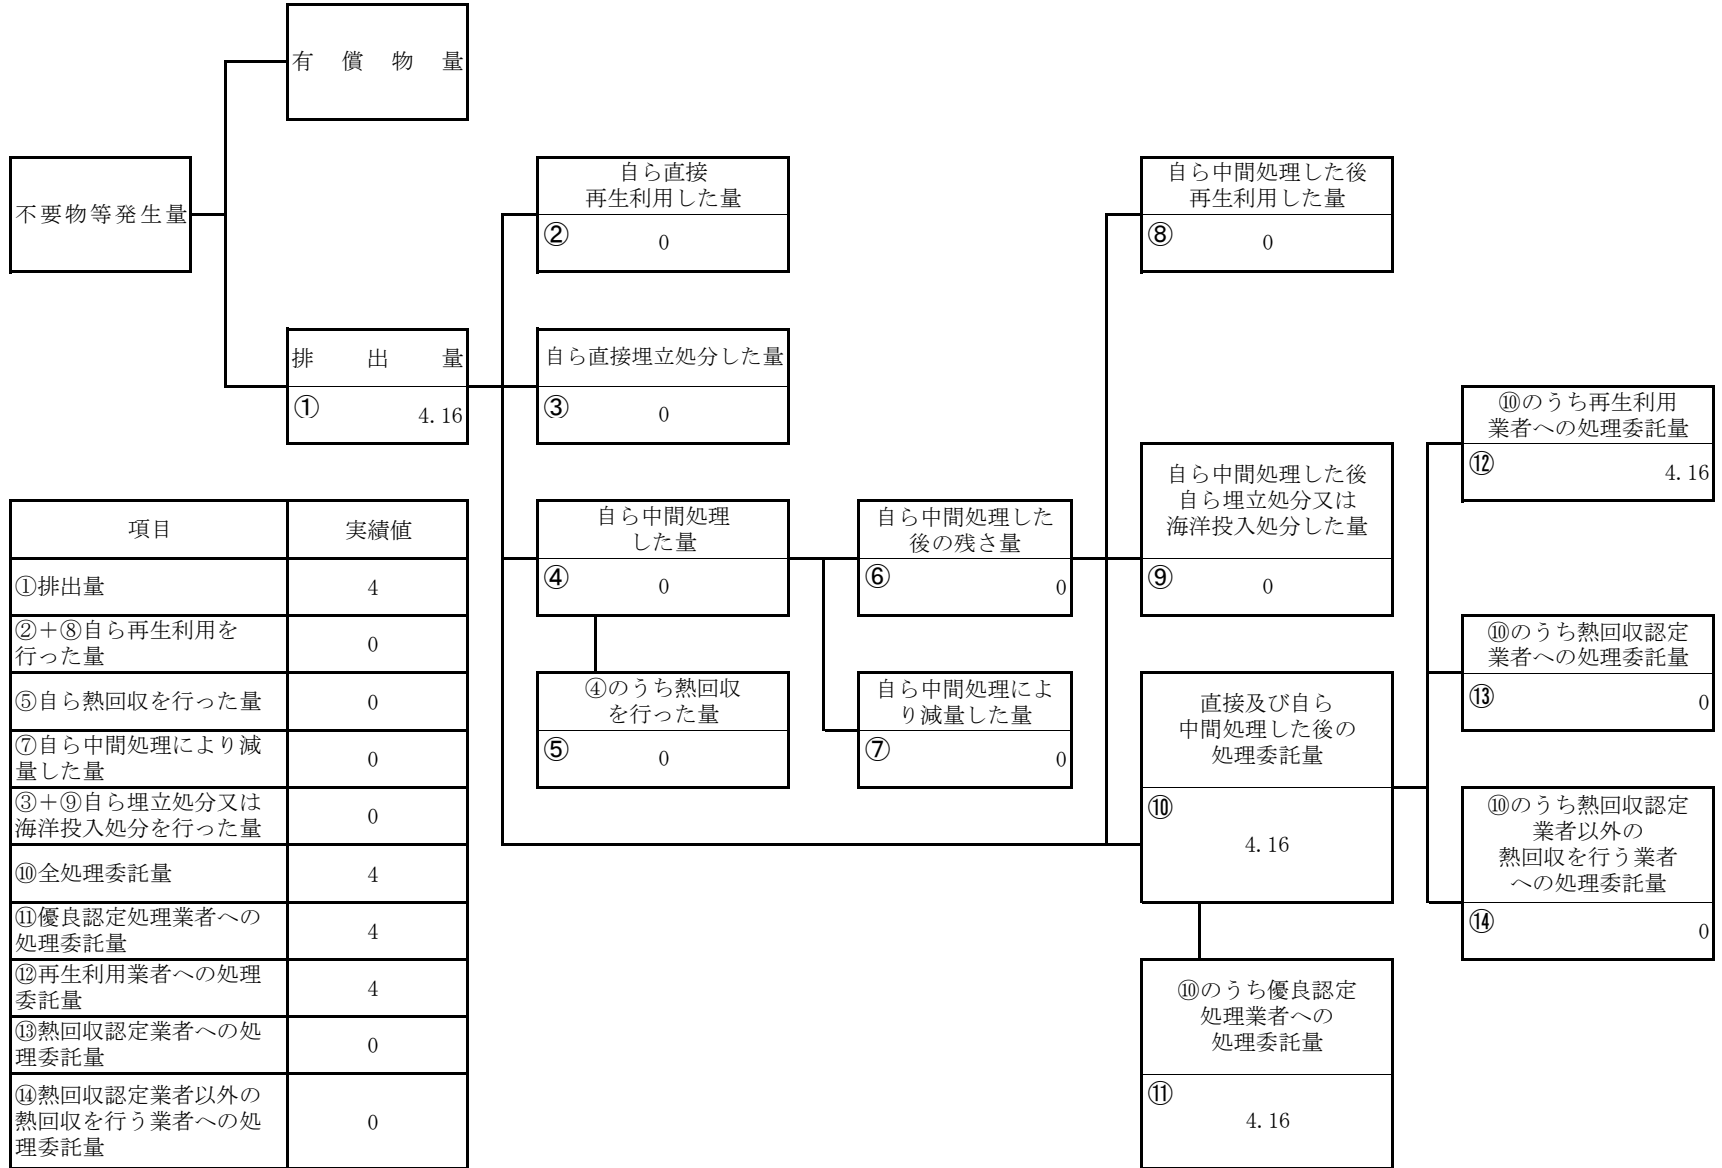 有償物量
不要物等発生量
排出量
① 4.16
自ら直接
再生利用した量
② 0
自ら直接埋立処分した量
③ 0
自ら中間処理
した量
④ 0
④のうち熱回収
を行った量
⑤ 0
自ら中間処理した
後の残さ量
⑥ 0
自ら中間処理によ
り減量した量
⑦ 0
自ら中間処理した後
再生利用した量
⑧ 0
自ら中間処理した後
自ら埋立処分又は
海洋投入処分した量
⑨ 0
直接及び自ら
中間処理した後の
処理委託量
⑩
4.16
⑩のうち優良認定
処理業者への
処理委託量
⑪
4.16
⑩のうち再生利用
業者への処理委託量
⑫ 4.16
⑩のうち熱回収認定
業者への処理委託量
⑬ 0
⑩のうち熱回収認定
業者以外の
熱回収を行う業者
への処理委託量
⑭ 0
項目 実績値
①排出量 4
②+⑧自ら再生利用を
行った量 0
⑤自ら熱回収を行った量 0
⑦自ら中間処理により減
量した量 0
③+⑨自ら埋立処分又は
海洋投入処分を行った量 0
⑩全処理委託量 4
⑪優良認定処理業者への
処理委託量 4
⑫再生利用業者への処理
委託量 4
⑬熱回収認定業者への処
理委託量 0
⑭熱回収認定業者以外の
熱回収を行う業者への処
理委託量 0